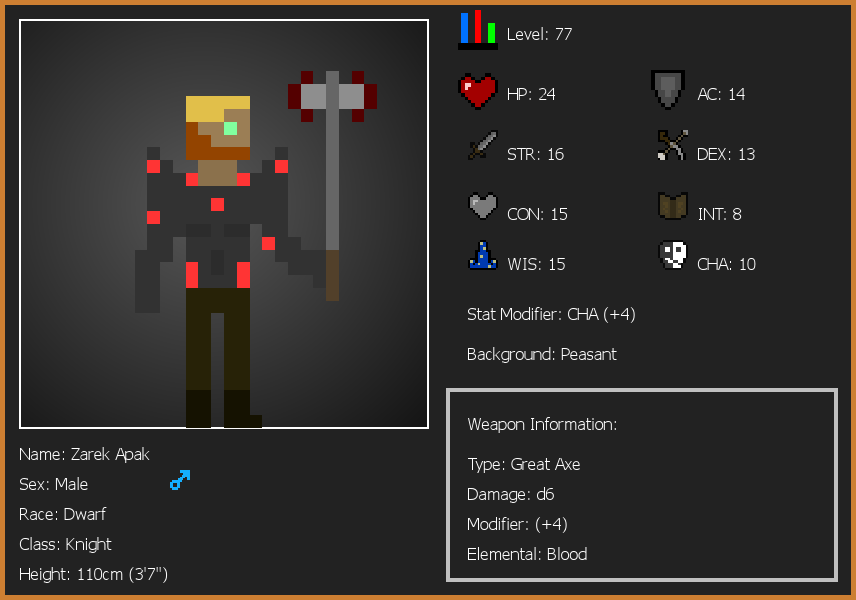 Level: 77
HP: 24
AC: 14
STR: 16
DEX: 13
CON: 15
INT: 8
WIS: 15
CHA: 10
Stat Modifier: CHA (+4)
Background: Peasant
Weapon Information:
Type: Great Axe
Damage: d6
Modifier: (+4)
Elemental: Blood
Name: Zarek Apak
Sex: Male
Race: Dwarf
Class: Knight
Height: 110cm (3'7")